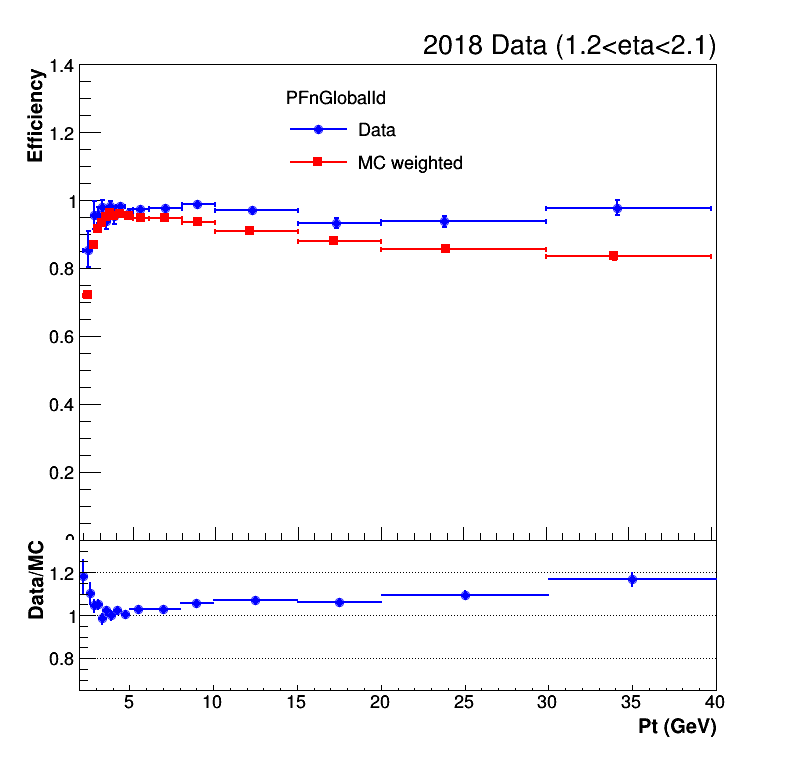 2018 Data (1.2<eta<2.1)
1.4
Efficiency
PFnGlobalId
1.2
Data
MC weighted
1
0.8
0.6
0.4
0.2
0
Data/MC
1.2
1
0.8
5 10 15 20 25 30 35 40
Pt (GeV)